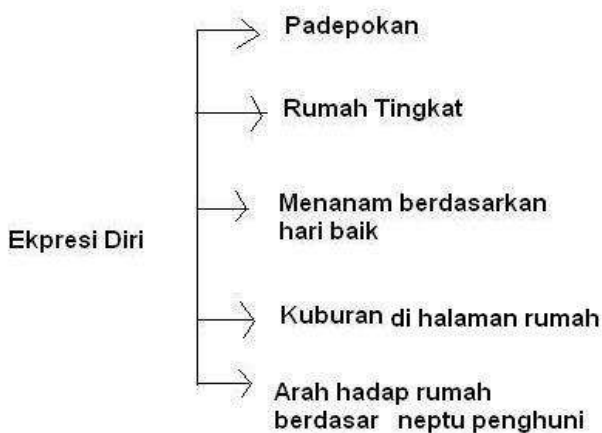 Padepokan
Rumah Tingkat
Menanam berdasarkan
hari baik
Ekpresi Diri
Kuburan di halaman rumah
Arah hadap rumah
berdasar neptu penghuni